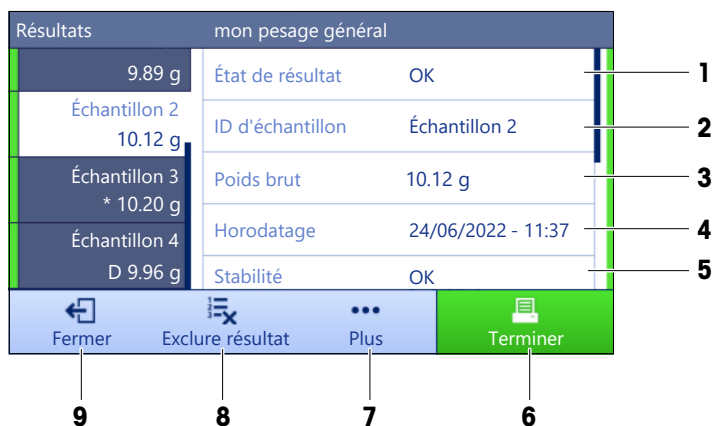 Résultats mon pesage général
9.89 g
Échantillon 2
10.12 g
Échantillon 3
* 10.20 g
Échantillon 4
D 9.96 g
État de résultat OK
ID d'échantillon Échantillon 2
Poids brut 10.12 g
Horodatage 24/06/2022 - 11:37
Stabilité OK
1
2
3
4
5
Fermer Exclure résultat Plus Terminer
9 8 7 6